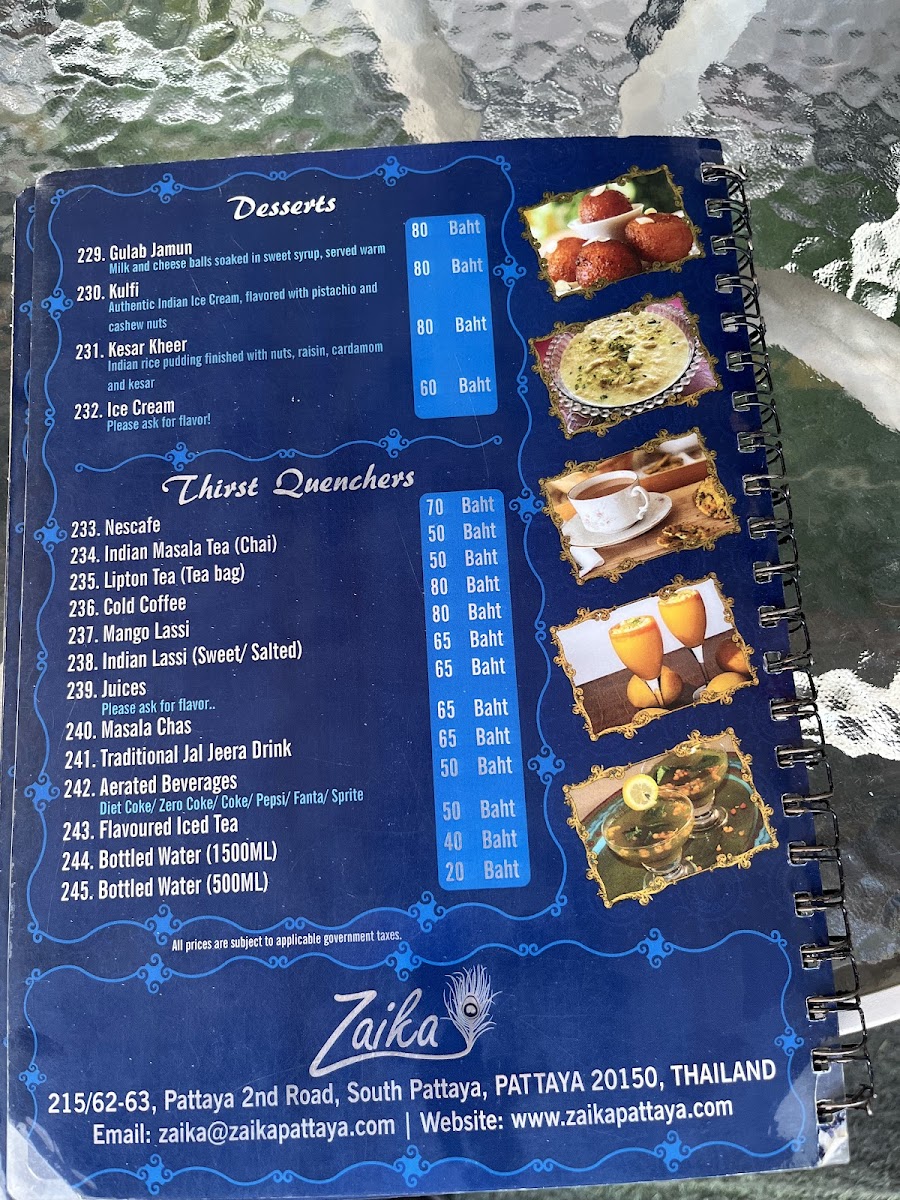 Desserts
229. Gulab Jamun 80 Baht
Milk and cheese balls soaked in sweet syrup, served warm
230. Kulfi 80 Baht
Authentic Indian Ice Cream, flavored with pistachio and
cashew nuts
231. Kesar Kheer 80 Baht
Indian rice pudding finished with nuts, raisin, cardamom
and kesar
232. Ice Cream 60 Baht
Please ask for flavor!
Thirst Quenchers
233. Nescafe 70 Baht
234. Indian Masala Tea (Chai) 50 Baht
235. Lipton Tea (Tea bag) 50 Baht
236. Cold Coffee 80 Baht
237. Mango Lassi 80 Baht
238. Indian Lassi (Sweet/ Salted) 65 Baht
239. Juices 65 Baht
Please ask for flavor..
240. Masala Chas 65 Baht
241. Traditional Jal Jeera Drink 65 Baht
242. Aerated Beverages 50 Baht
Diet Coke/ Zero Coke/ Coke/ Pepsi/ Fanta/ Sprite
243. Flavoured Iced Tea 50 Baht
244. Bottled Water (1500ML) 40 Baht
245. Bottled Water (500ML) 20 Baht
All prices are subject to applicable government taxes.
Zaika
215/62-63, Pattaya 2nd Road, South Pattaya, PATTAYA 20150, THAILAND
Email: zaika@zaikapattaya.com | Website: www.zaikapattaya.com